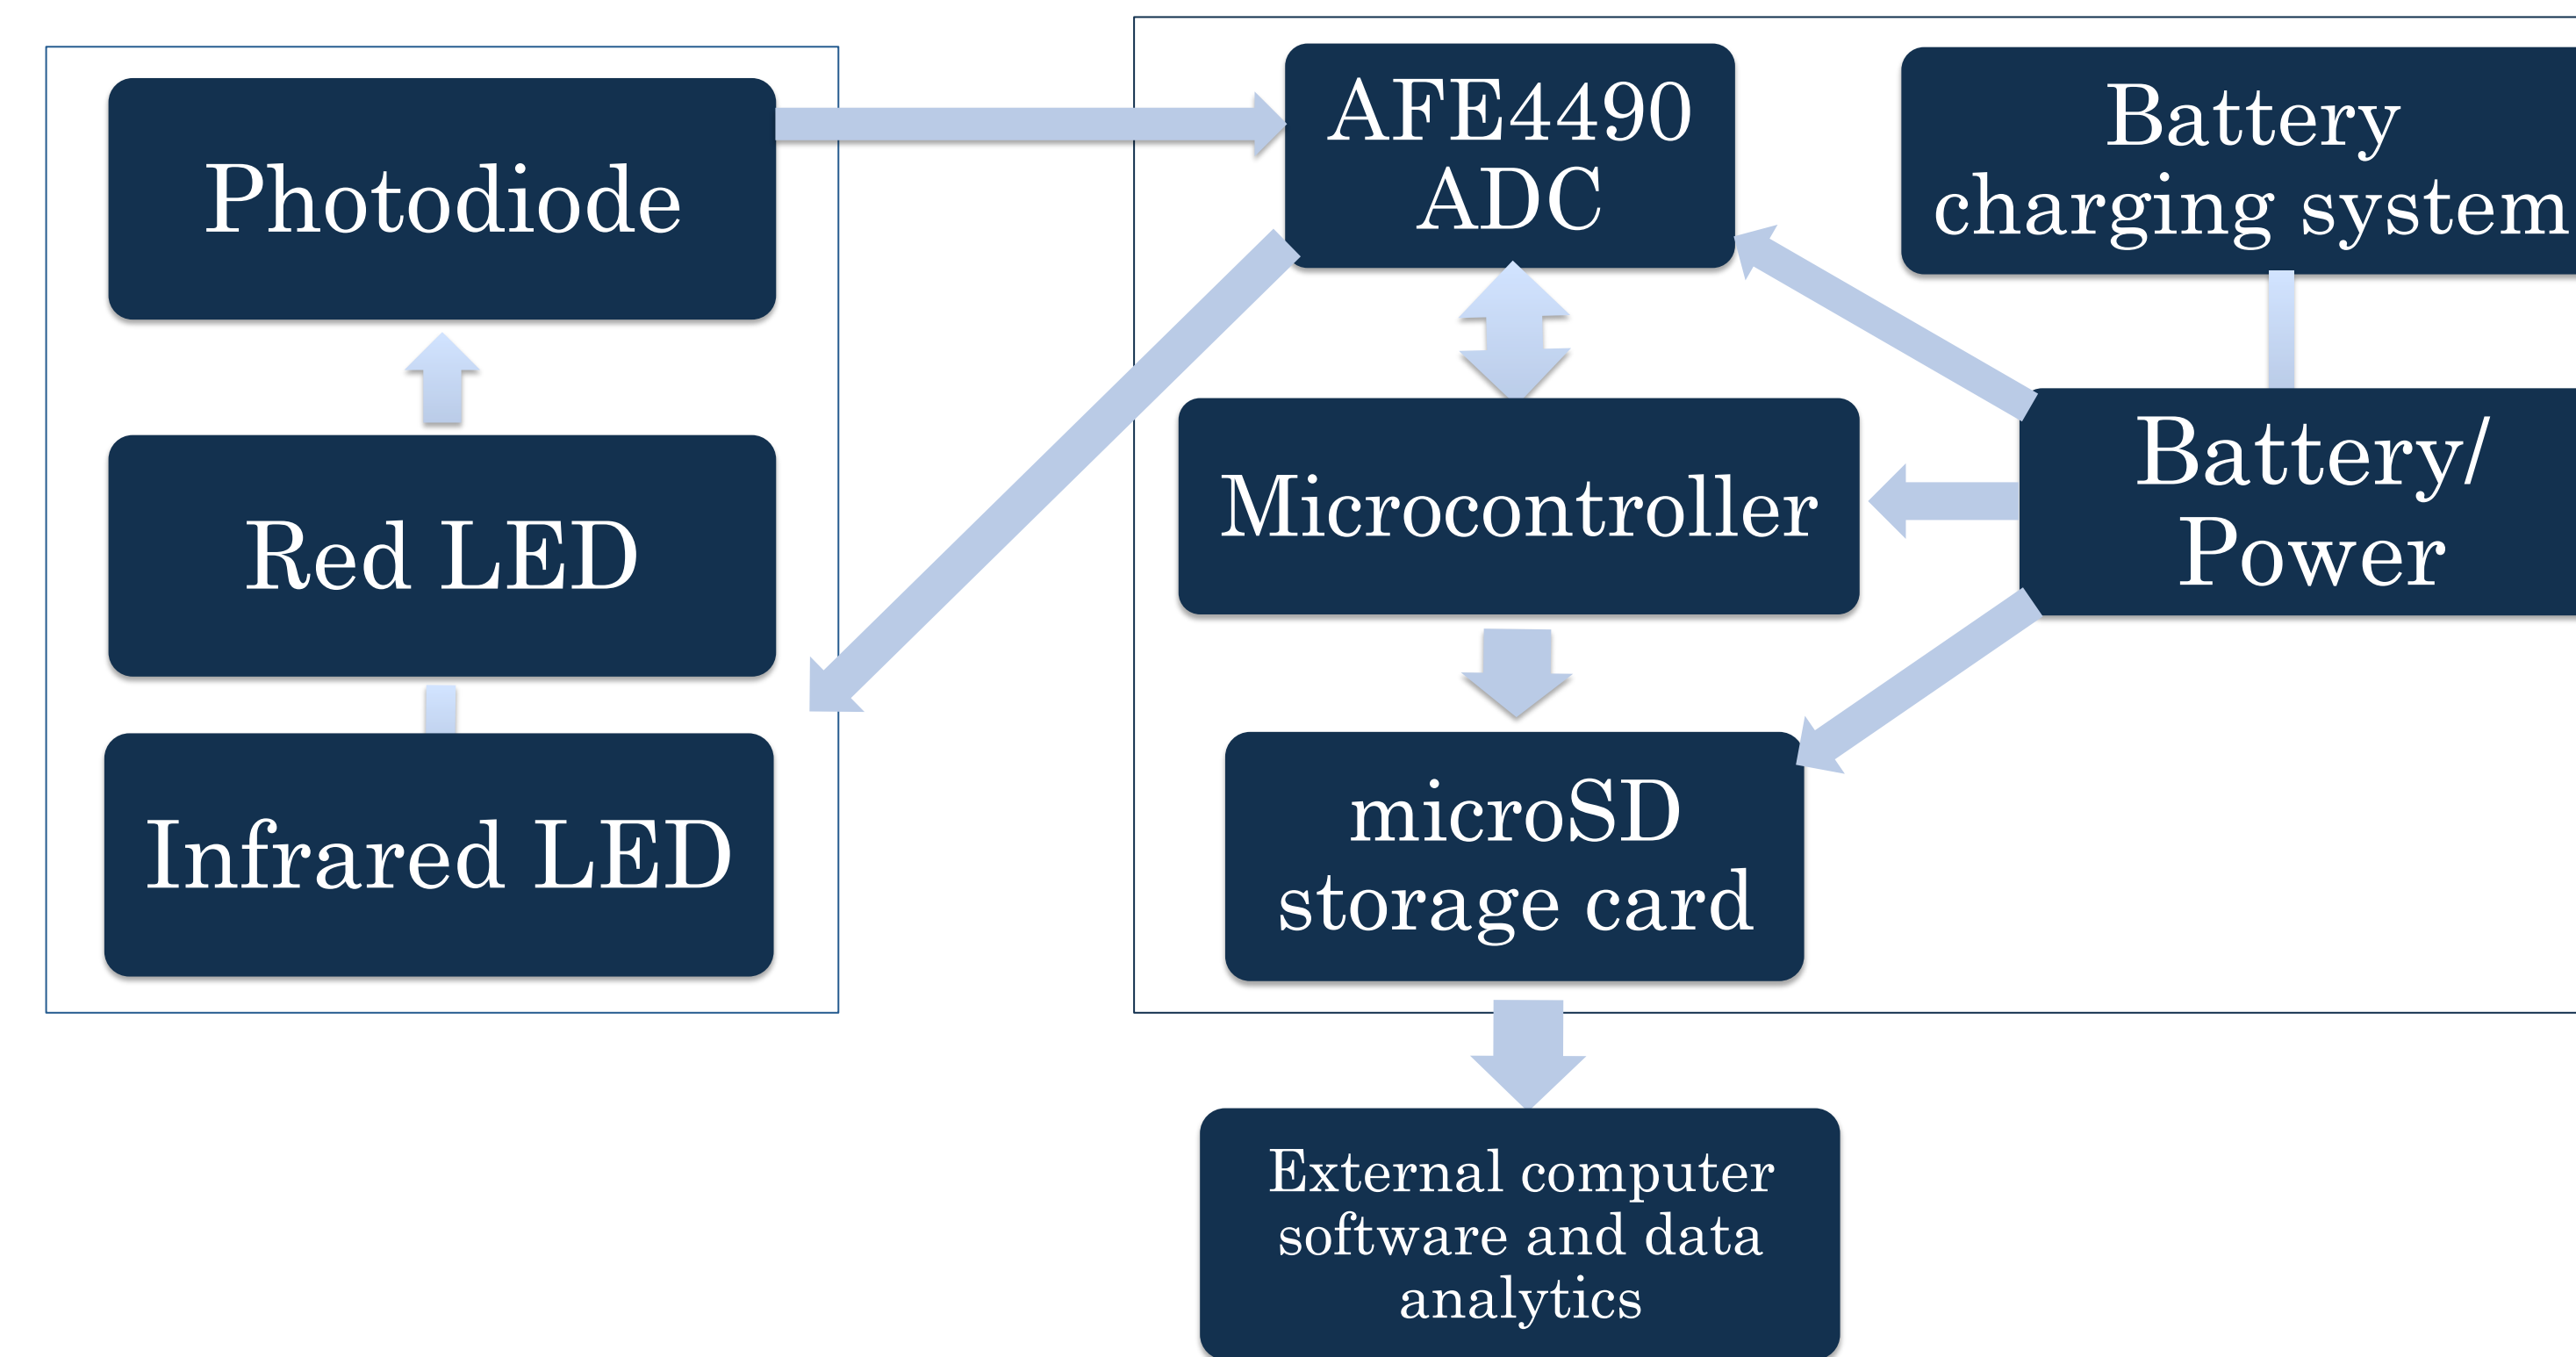 Photodiode
Red LED
Infrared LED
AFE4490
ADC
Microcontroller
microSD
storage card
External computer
software and data
analytics
Battery
charging system
Battery/
Power